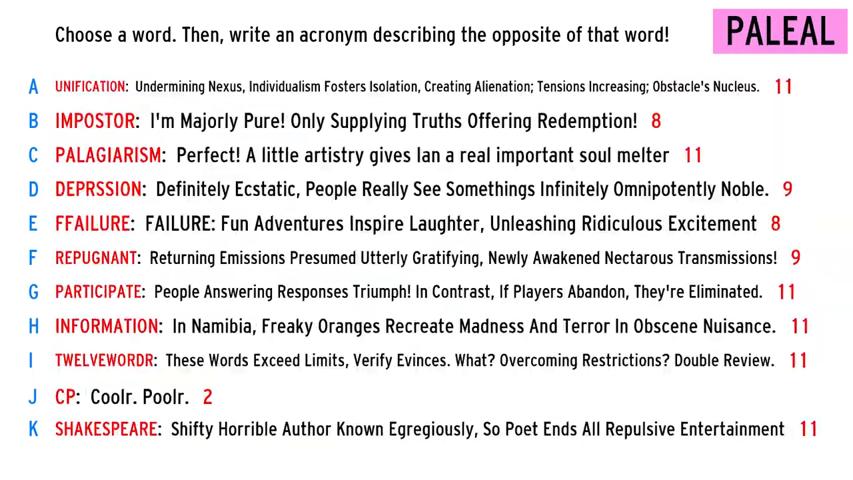 Choose a word. Then, write an acronym describing the opposite of that word!
PALEAL
A UNIFICATION: Undermining Nexus, Individualism Fosters Isolation, Creating Alienation; Tensions Increasing; Obstacle's Nucleus. 11
B IMPOSTOR: I'm Majorly Pure! Only Supplying Truths Offering Redemption! 8
C PALAGIARISM: Perfect! A little artistry gives Ian a real important soul melter 11
D DEPRSSION: Definitely Ecstatic, People Really See Somethings Infinitely Omnipotently Noble. 9
E FFAILURE: FAILURE: Fun Adventures Inspire Laughter, Unleashing Ridiculous Excitement 8
F REPUGNANT: Returning Emissions Presumed Utterly Gratifying, Newly Awakened Nectarous Transmissions! 9
G PARTICIPATE: People Answering Responses Triumph! In Contrast, If Players Abandon, They're Eliminated. 11
H INFORMATION: In Namibia, Freaky Oranges Recreate Madness And Terror In Obscene Nuisance. 11
I TWELVEWORDR: These Words Exceed Limits, Verify Evinces. What? Overcoming Restrictions? Double Review. 11
J CP: Coolr. Poolr. 2
K SHAKESPEARE: Shifty Horrible Author Known Egregiously, So Poet Ends All Repulsive Entertainment 11